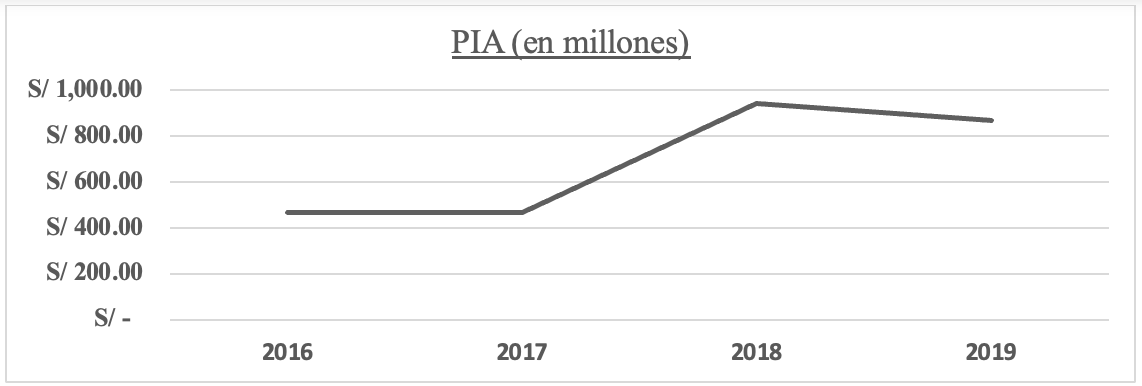 PIA (en millones)
S/ 1,000.00
S/ 800.00
S/ 600.00
S/ 400.00
S/ 200.00
S/ -
2016 2017 2018 2019